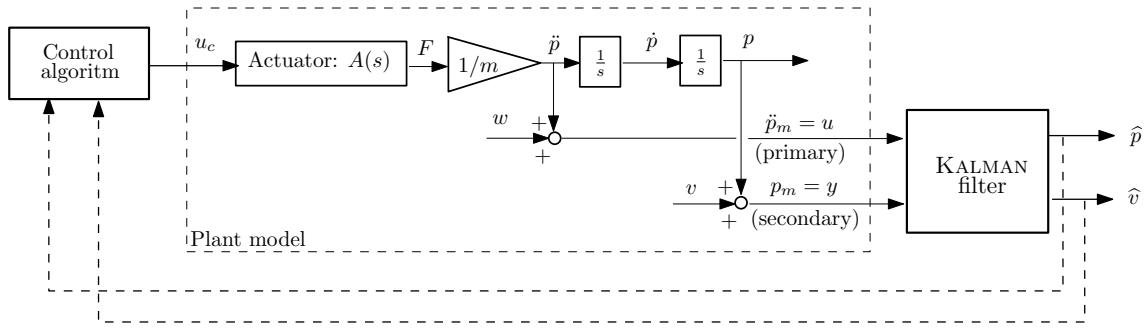 Control
algoritm
u_c
Actuator: A(s)
F
1/m
p̈
1/s
ṗ
1/s
p
w
+
+
p̈_m = u
(primary)
v
+
+
p_m = y
(secondary)
KALMAN
filter
p̂
v̂
Plant model